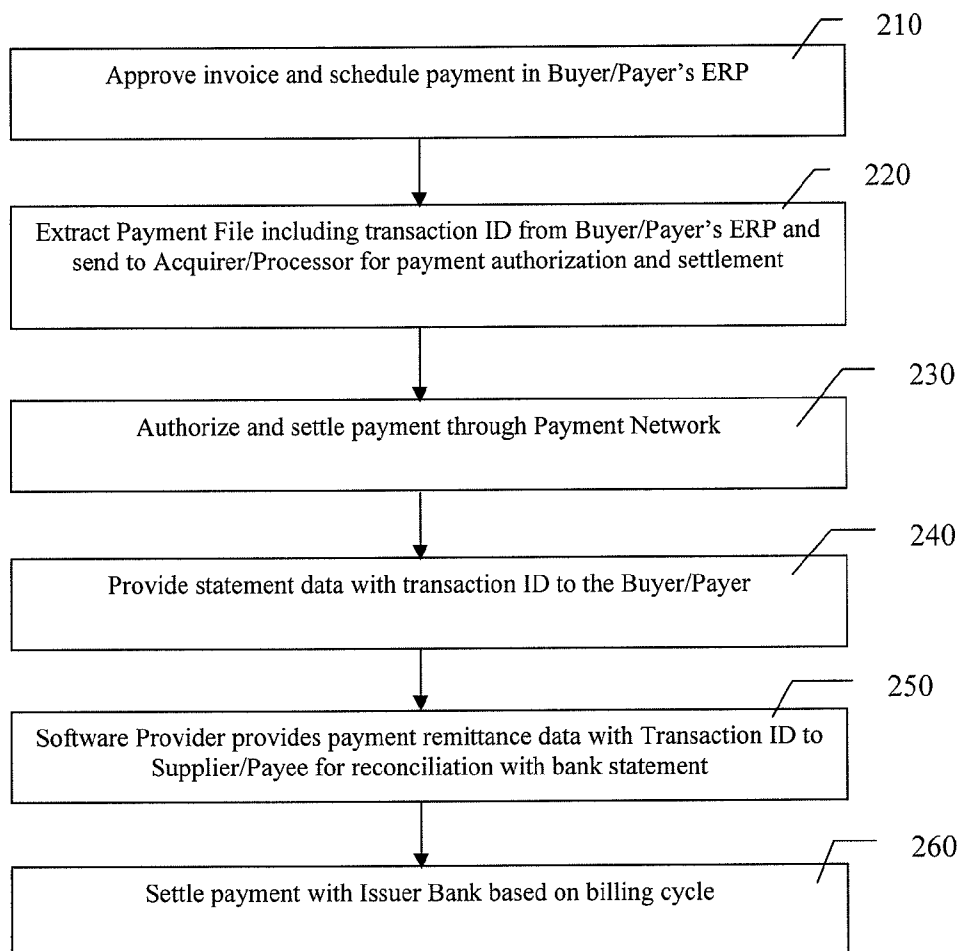 210
Approve invoice and schedule payment in Buyer/Payer's ERP
220
Extract Payment File including transaction ID from Buyer/Payer's ERP and
send to Acquirer/Processor for payment authorization and settlement
230
Authorize and settle payment through Payment Network
240
Provide statement data with transaction ID to the Buyer/Payer
250
Software Provider provides payment remittance data with Transaction ID to
Supplier/Payee for reconciliation with bank statement
260
Settle payment with Issuer Bank based on billing cycle